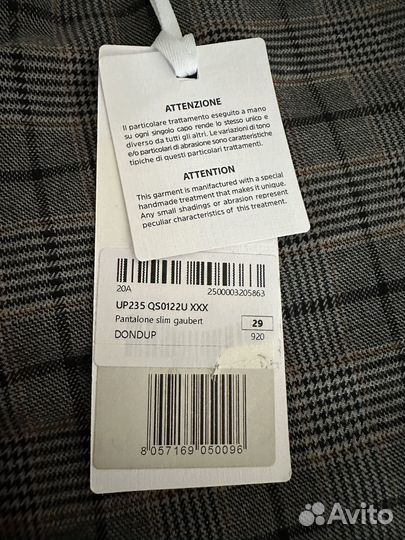 ATTENZIONE
Il particolare trattamento eseguito a mano
su ogni singolo capo rende lo stesso unico e
diverso da tutti gli altri. Le variazioni di tono
e/o particolari di abrasione sono caratteristiche
tipiche di questi particolari trattamenti.
ATTENTION
This garment is manifactured with a special
handmade treatment that makes it unique.
Any small shadings or abrasion represent
peculiar characteristics of this treatment.
20A 2500003205863
UP235 QS0122U XXX
Pantalone slim gaubert 29
DONDUP 920
8 057169 050096
Avito